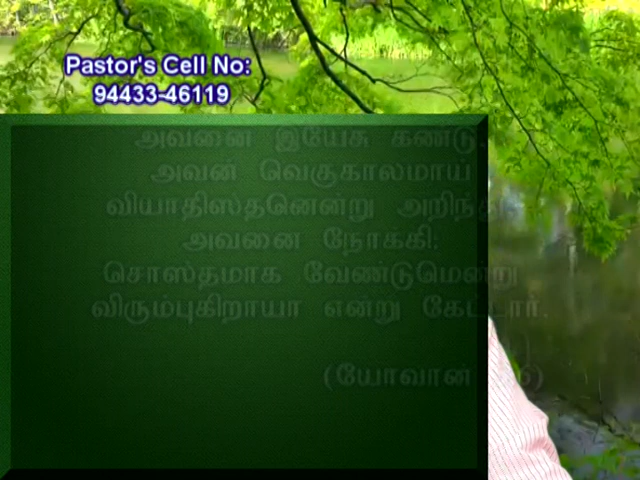 Pastor's Cell No:
94433-46119
அவனை இயேசு கண்டு,
அவன் வெகுகாலமாய்
வியாதிஸ்தனென்று
அவனை நோக்கி:
சொஸ்தமாக வேண்டுமென்று
விரும்புகிறாயா என்று கேட்டார்.
(யோவான்